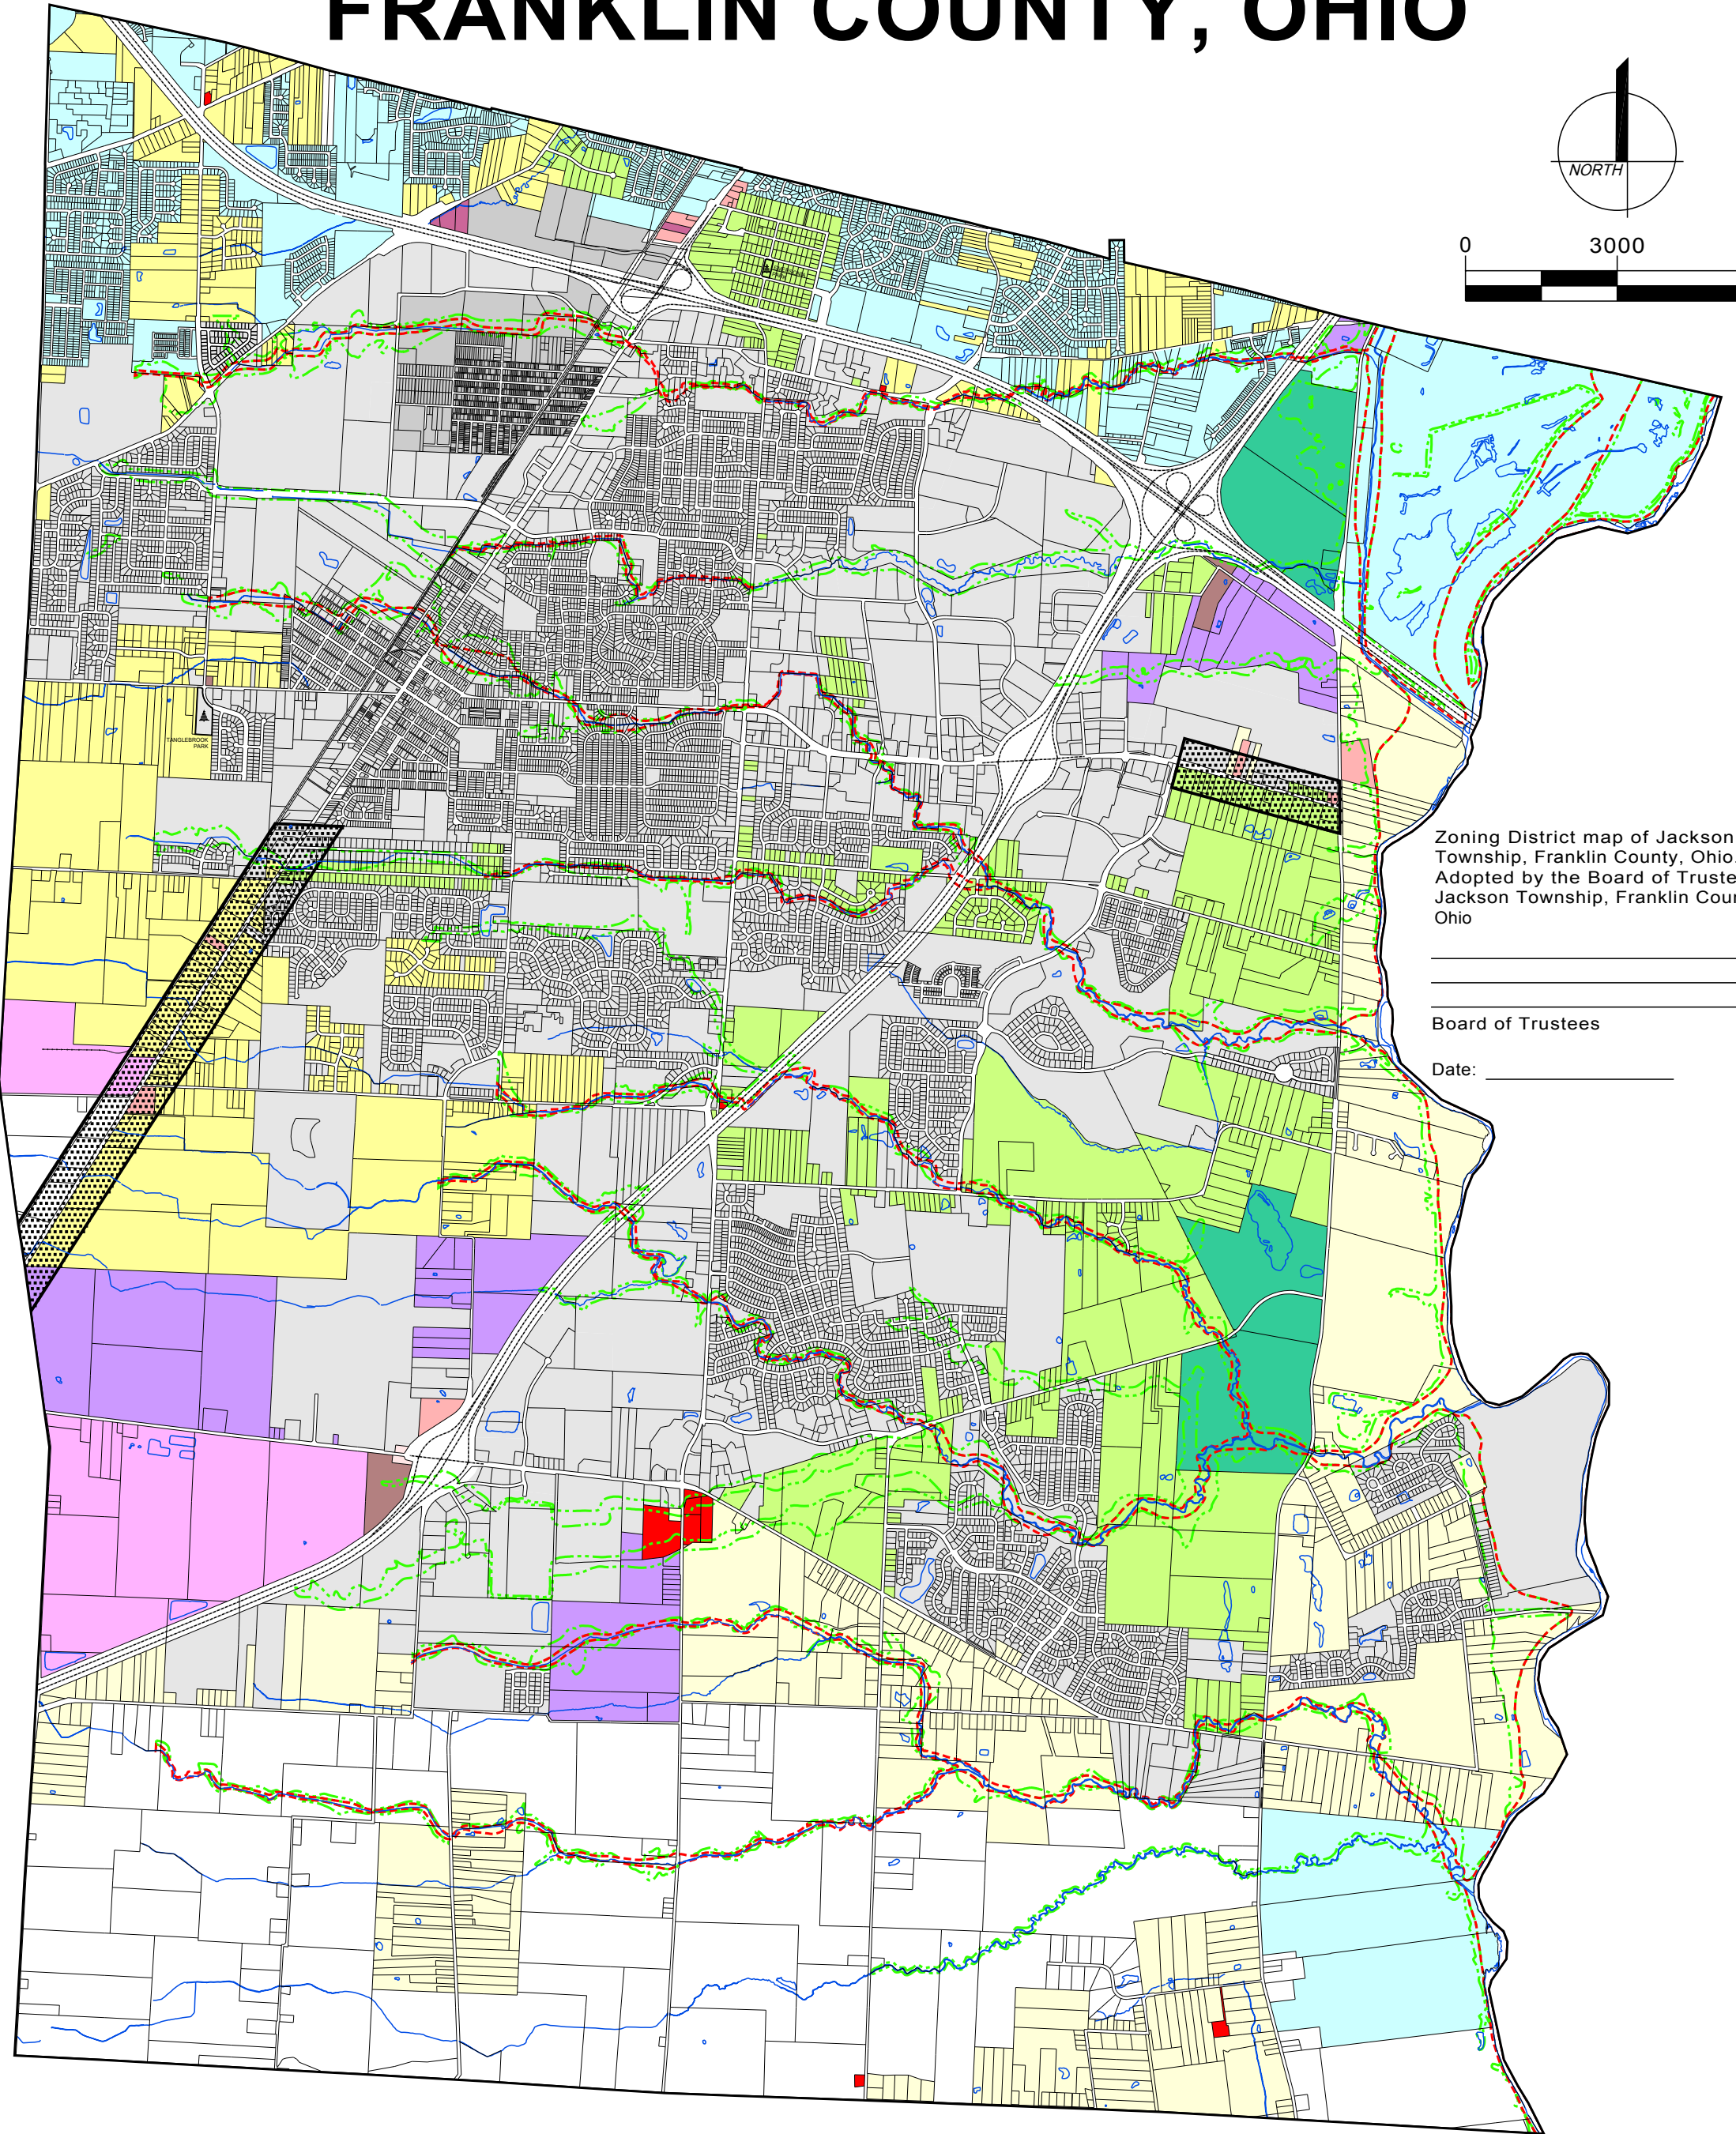 FRANKLIN COUNTY, OHIO
NORTH
0 3000
TANGLEBROOK
PARK
Zoning District map of Jackson
Township, Franklin County, Ohio.
Adopted by the Board of Truste
Jackson Township, Franklin Cou
Ohio
Board of Trustees
Date: